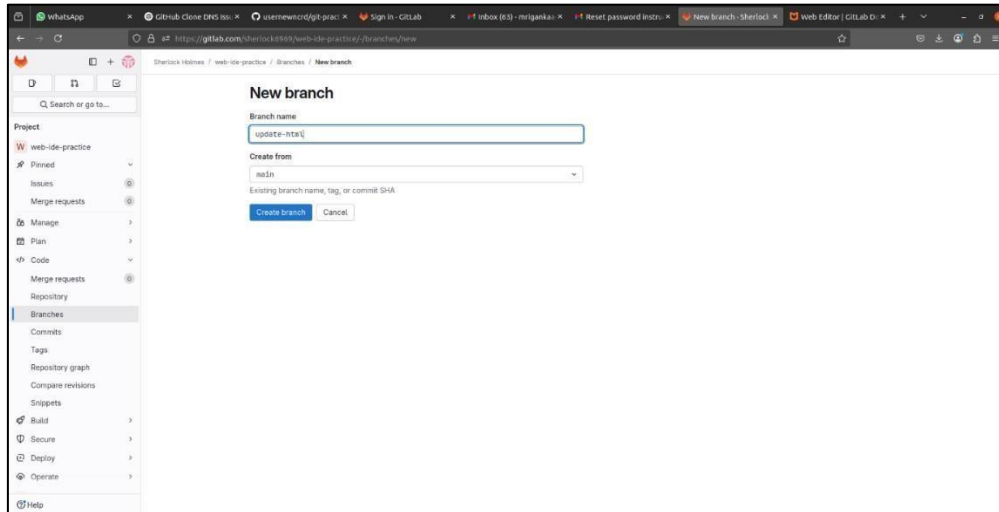 WhatsApp
GitHub Clone DNS Issu
usernewncrd/git-pract
Sign in · GitLab
Inbox (63) - mrigankaa
Reset password instru
New branch · Sherlock
Web Editor | GitLab Do
https://gitlab.com/sherlock6969/web-ide-practice/-/branches/new
Sherlock Holmes / web-ide-practice / Branches / New branch
Search or go to...
Project
W web-ide-practice
Pinned
Issues 0
Merge requests 0
Manage
Plan
Code
Merge requests 0
Repository
Branches
Commits
Tags
Repository graph
Compare revisions
Snippets
Build
Secure
Deploy
Operate
Help
New branch
Branch name
update-html
Create from
main
Existing branch name, tag, or commit SHA
Create branch
Cancel